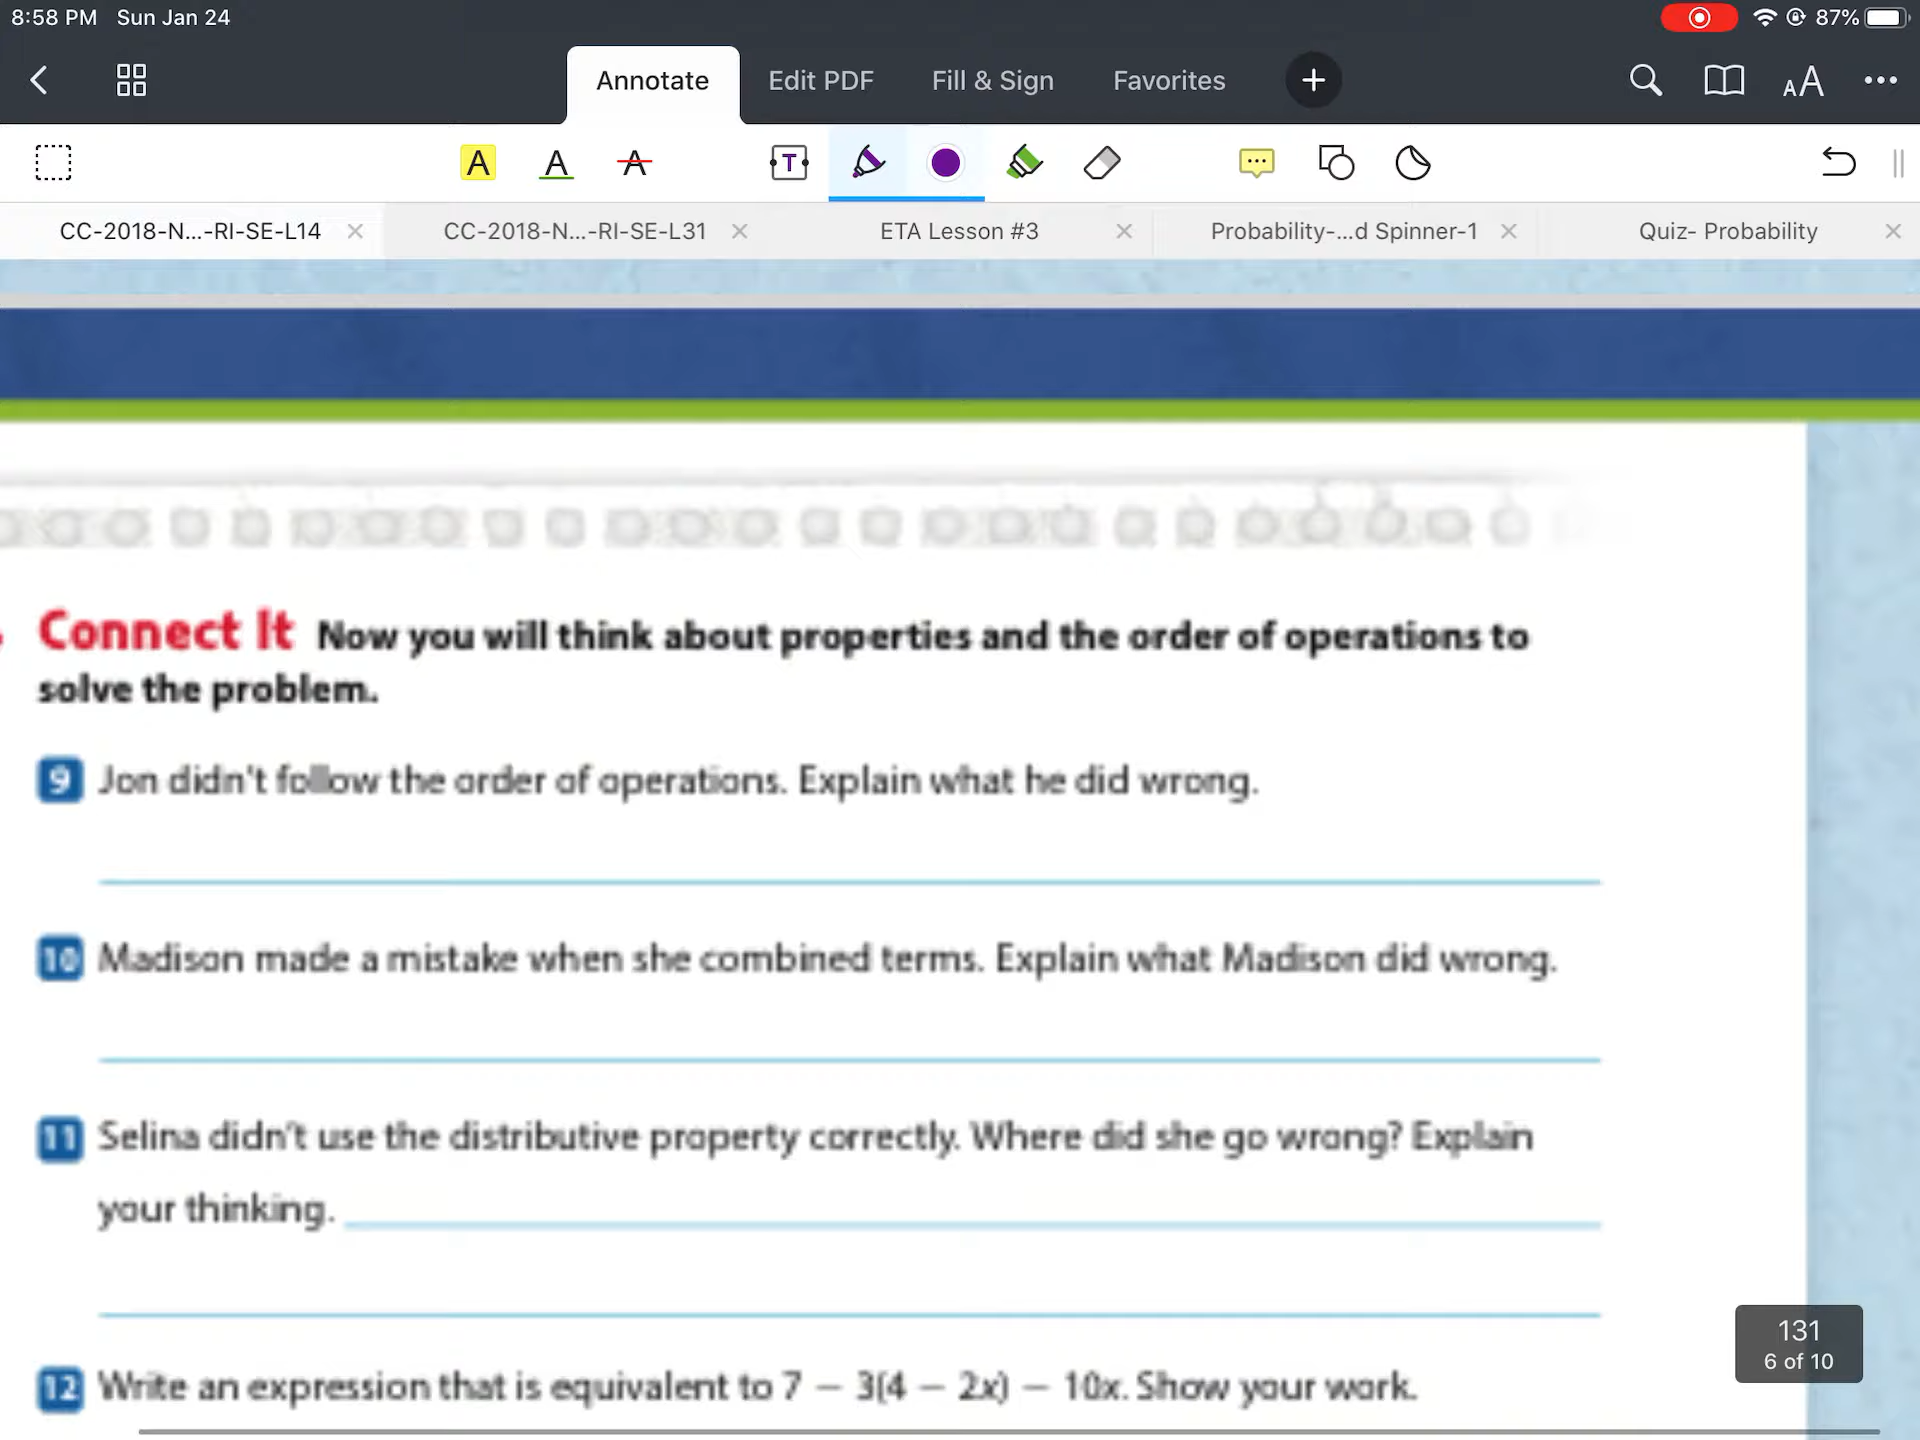 8:58 PM Sun Jan 24
87%
Annotate
Edit PDF
Fill & Sign
Favorites
AA
A
A
A
T
CC-2018-N...-RI-SE-L14
CC-2018-N...-RI-SE-L31
ETA Lesson #3
Probability-...d Spinner-1
Quiz- Probability
Connect It Now you will think about properties and the order of operations to
solve the problem.
9 Jon didn't follow the order of operations. Explain what he did wrong.
10 Madison made a mistake when she combined terms. Explain what Madison did wrong.
11 Selina didn't use the distributive property correctly. Where did she go wrong? Explain
your thinking.
12 Write an expression that is equivalent to 7 − 3(4 − 2x) − 10x. Show your work.
131
6 of 10